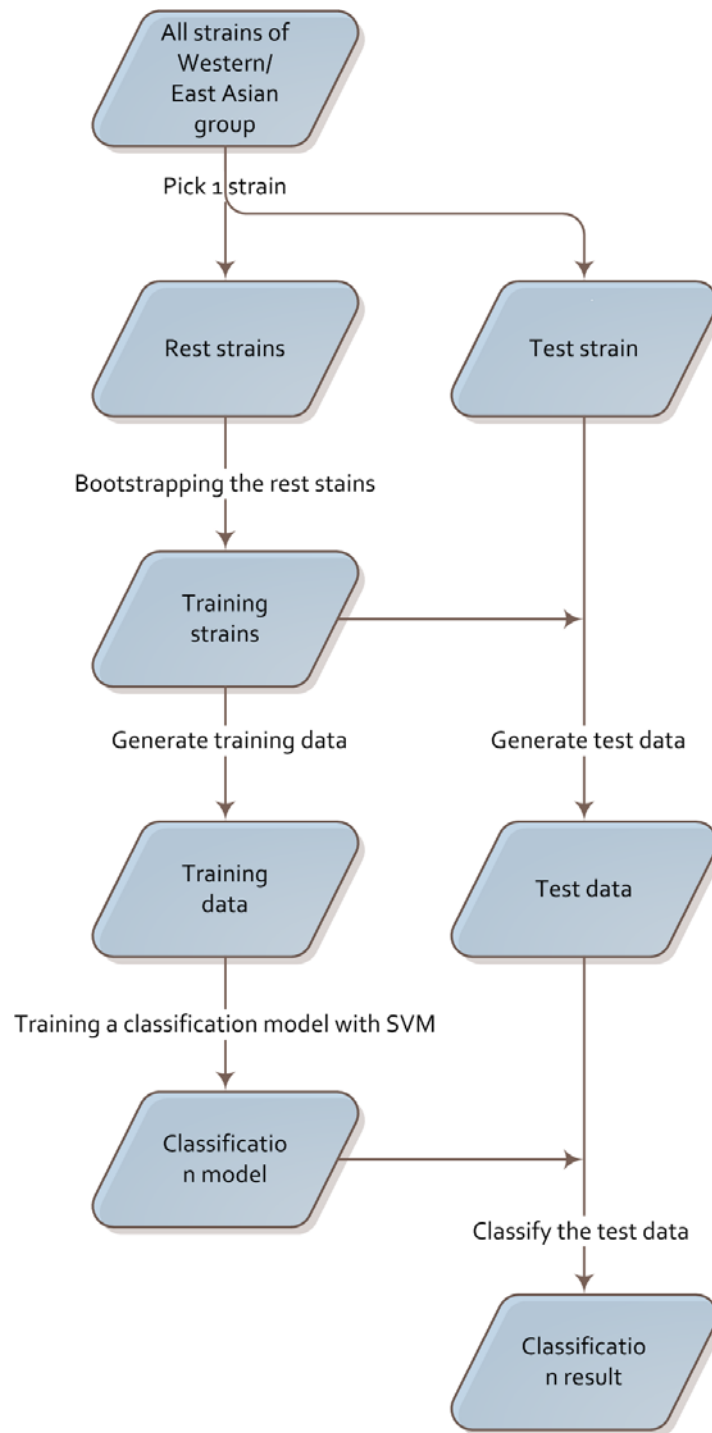 All strains of
Western/
East Asian
group
Pick 1 strain
Rest strains
Test strain
Bootstrapping the rest stains
Training
strains
Generate training data
Generate test data
Training
data
Test data
Training a classification model with SVM
Classificatio
n model
Classify the test data
Classificatio
n result